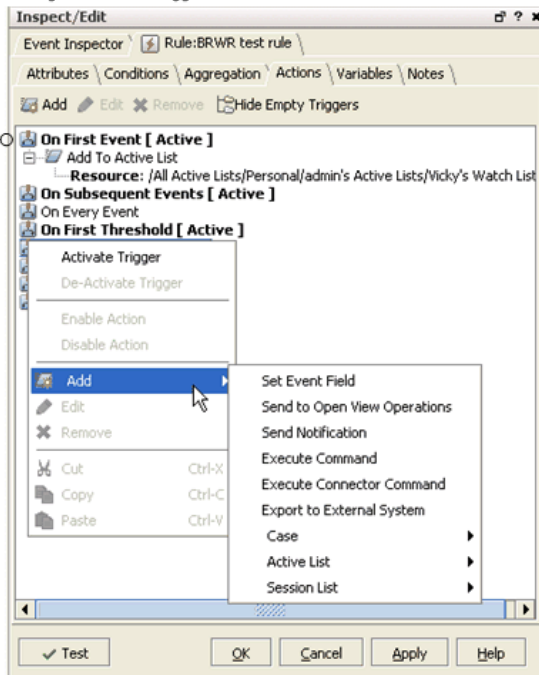 Inspect/Edit
Event Inspector Rule:BRWR test rule
Attributes Conditions Aggregation Actions Variables Notes
Add Edit Remove Hide Empty Triggers
On First Event [ Active ]
Add To Active List
Resource: /All Active Lists/Personal/admin's Active Lists/Vicky's Watch List
On Subsequent Events [ Active ]
On Every Event
On First Threshold [ Active ]
Activate Trigger
De-Activate Trigger
Enable Action
Disable Action
Add
Edit
Remove
Cut Ctrl-X
Copy Ctrl-C
Paste Ctrl-V
Set Event Field
Send to Open View Operations
Send Notification
Execute Command
Execute Connector Command
Export to External System
Case
Active List
Session List
Test OK Cancel Apply Help